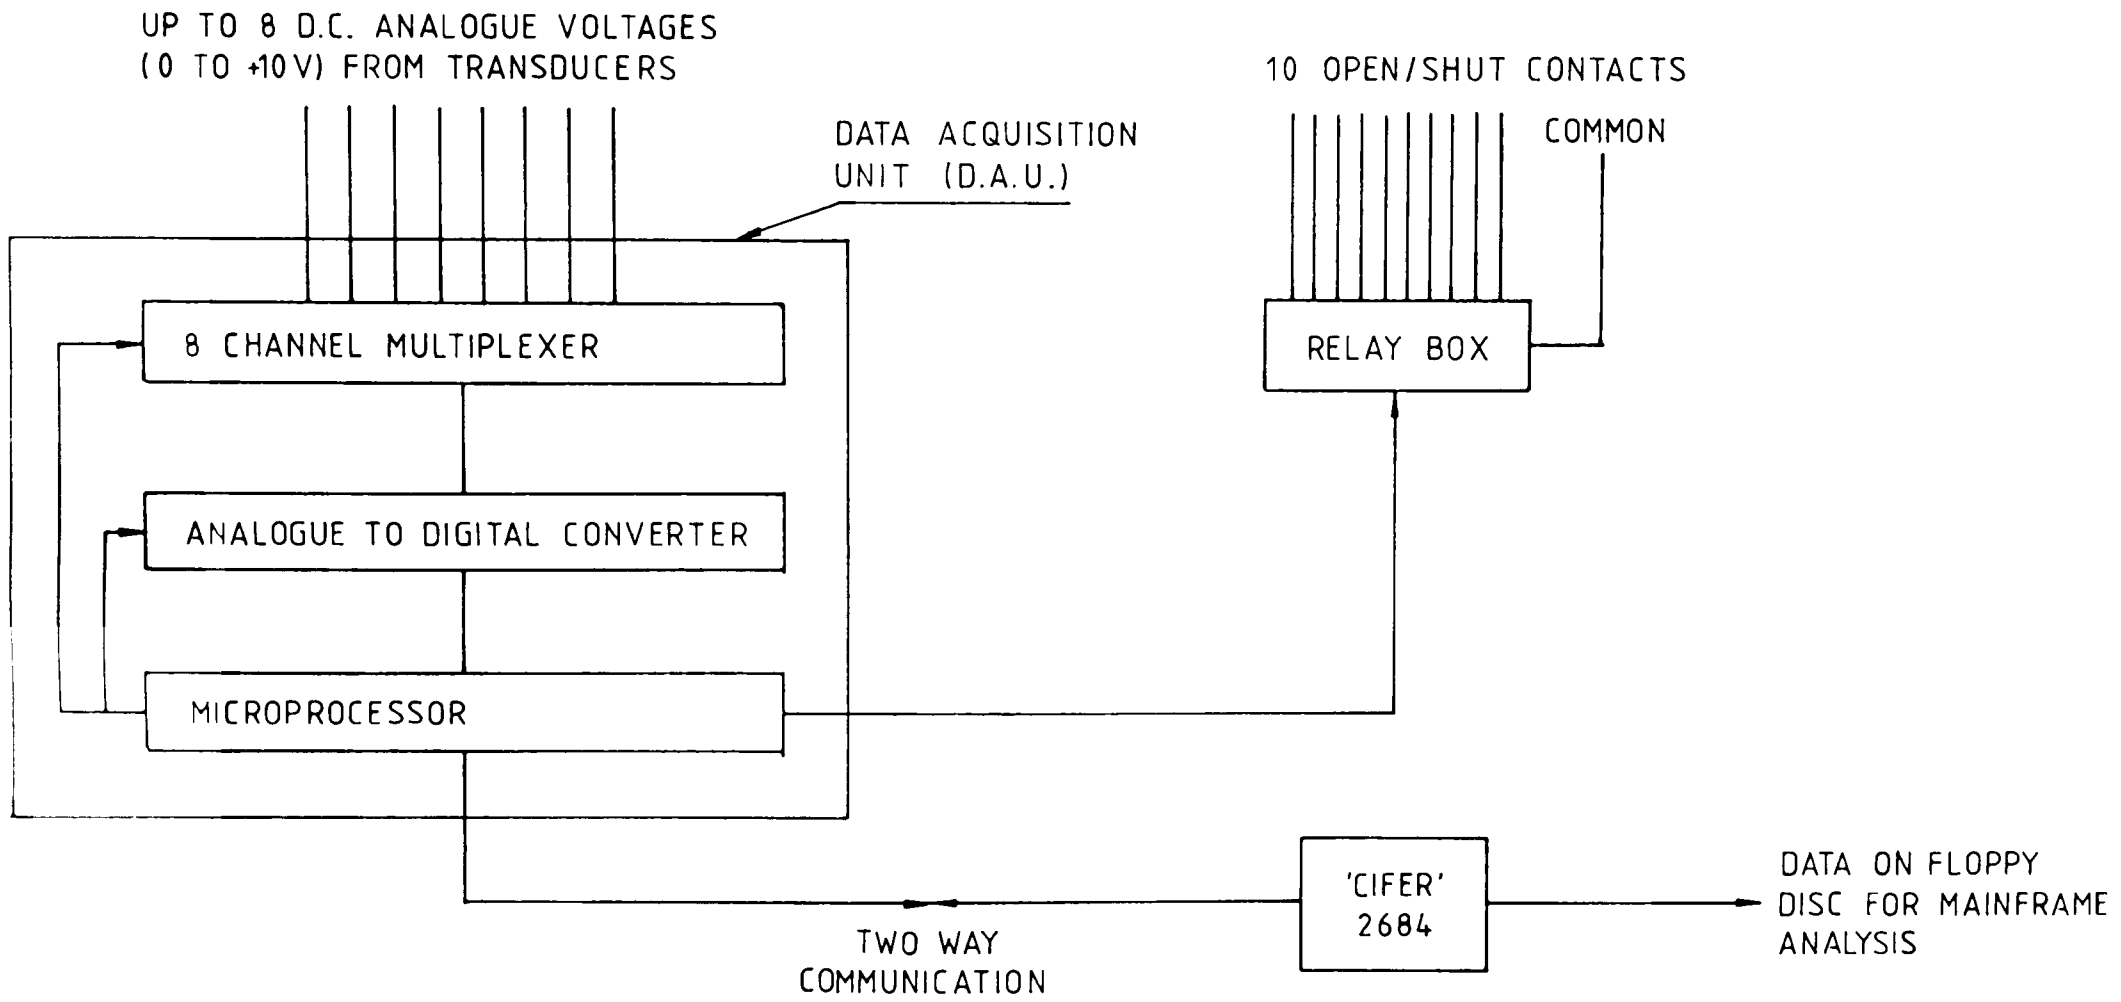 UP TO 8 D.C. ANALOGUE VOLTAGES
(0 TO +10V) FROM TRANSDUCERS
10 OPEN/SHUT CONTACTS
COMMON
DATA ACQUISITION
UNIT (D.A.U.)
8 CHANNEL MULTIPLEXER
RELAY BOX
ANALOGUE TO DIGITAL CONVERTER
MICROPROCESSOR
'CIFER'
2684
DATA ON FLOPPY
DISC FOR MAINFRAME
ANALYSIS
TWO WAY
COMMUNICATION